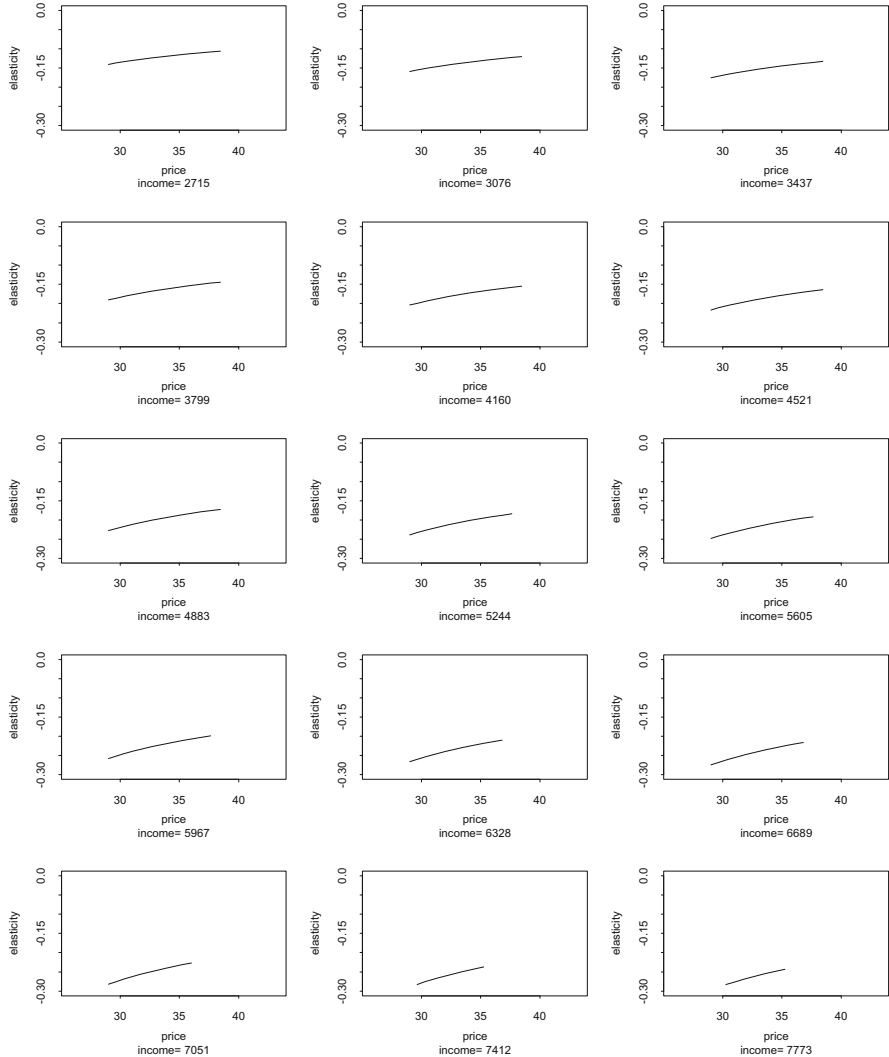 elasticity
0.0
-0.15
-0.30
30 35 40
price
income= 2715
elasticity
0.0
-0.15
-0.30
30 35 40
price
income= 3076
elasticity
0.0
-0.15
-0.30
30 35 40
price
income= 3437
elasticity
0.0
-0.15
-0.30
30 35 40
price
income= 3799
elasticity
0.0
-0.15
-0.30
30 35 40
price
income= 4160
elasticity
0.0
-0.15
-0.30
30 35 40
price
income= 4521
elasticity
0.0
-0.15
-0.30
30 35 40
price
income= 4883
elasticity
0.0
-0.15
-0.30
30 35 40
price
income= 5244
elasticity
0.0
-0.15
-0.30
30 35 40
price
income= 5605
elasticity
0.0
-0.15
-0.30
30 35 40
price
income= 5967
elasticity
0.0
-0.15
-0.30
30 35 40
price
income= 6328
elasticity
0.0
-0.15
-0.30
30 35 40
price
income= 6689
elasticity
0.0
-0.15
-0.30
30 35 40
price
income= 7051
elasticity
0.0
-0.15
-0.30
30 35 40
price
income= 7412
elasticity
0.0
-0.15
-0.30
30 35 40
price
income= 7773